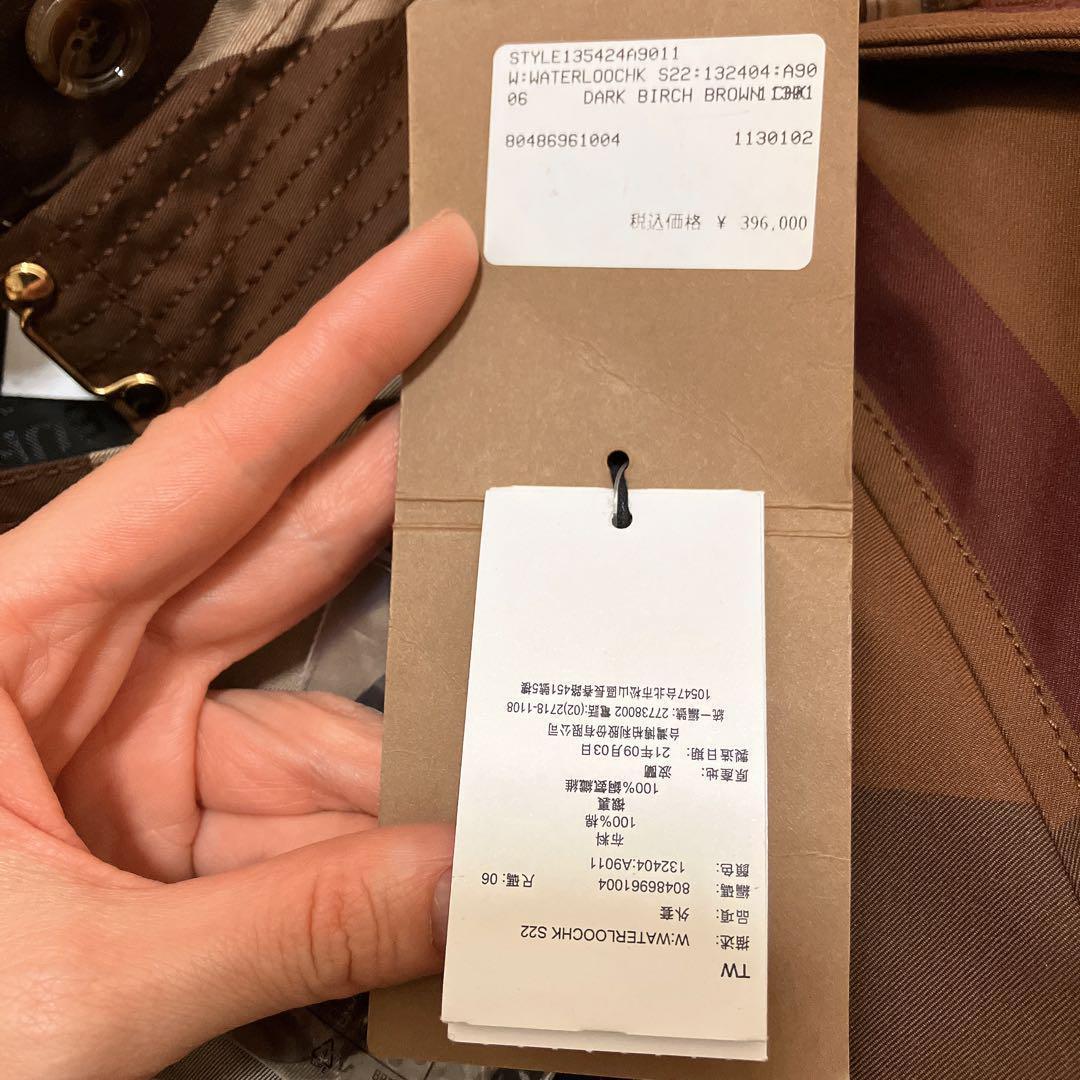 STYLE135424A9011
W:WATERLOOCHK S22:132404:A90
06 DARK BIRCH BROWN CHK
80486961004 1130102
税込価格 ¥ 396,000
TW
描述: W:WATERLOOCHK S22
品項: 外套
編碼: 80486961004 尺碼: 06
顏色: 132404:A9011
布料
100%棉
襯裏
100%銅氨纖維
原產地: 波蘭
製造日期: 21年09月03日
台灣博柏利股份有限公司
統一編號: 27738002 電話:(02)2718-1108
10547台北市松山區長春路451號5樓